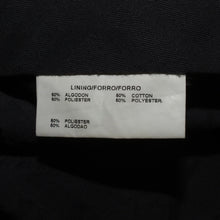 LINING/FORRO/FORRO
50% ALGODON 50% COTTON
50% POLIESTER 50% POLYESTER.
50% POLIESTER
50% ALGODAO